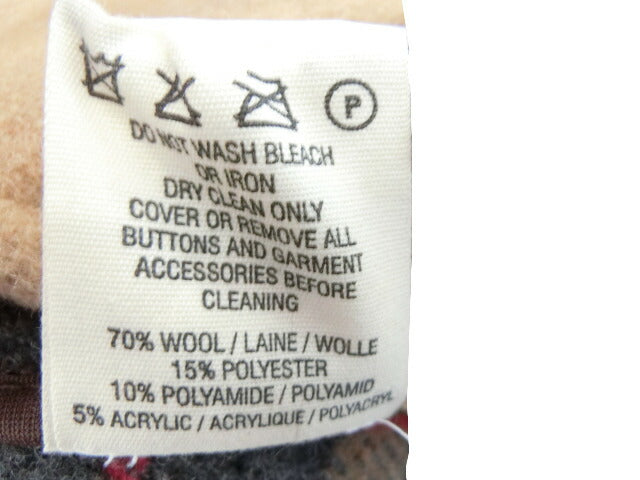 P
DO NOT WASH BLEACH
OR IRON
DRY CLEAN ONLY
COVER OR REMOVE ALL
BUTTONS AND GARMENT
ACCESSORIES BEFORE
CLEANING
70% WOOL / LAINE / WOLLE
15% POLYESTER
10% POLYAMIDE / POLYAMID
5% ACRYLIC / ACRYLIQUE / POLYACRYL